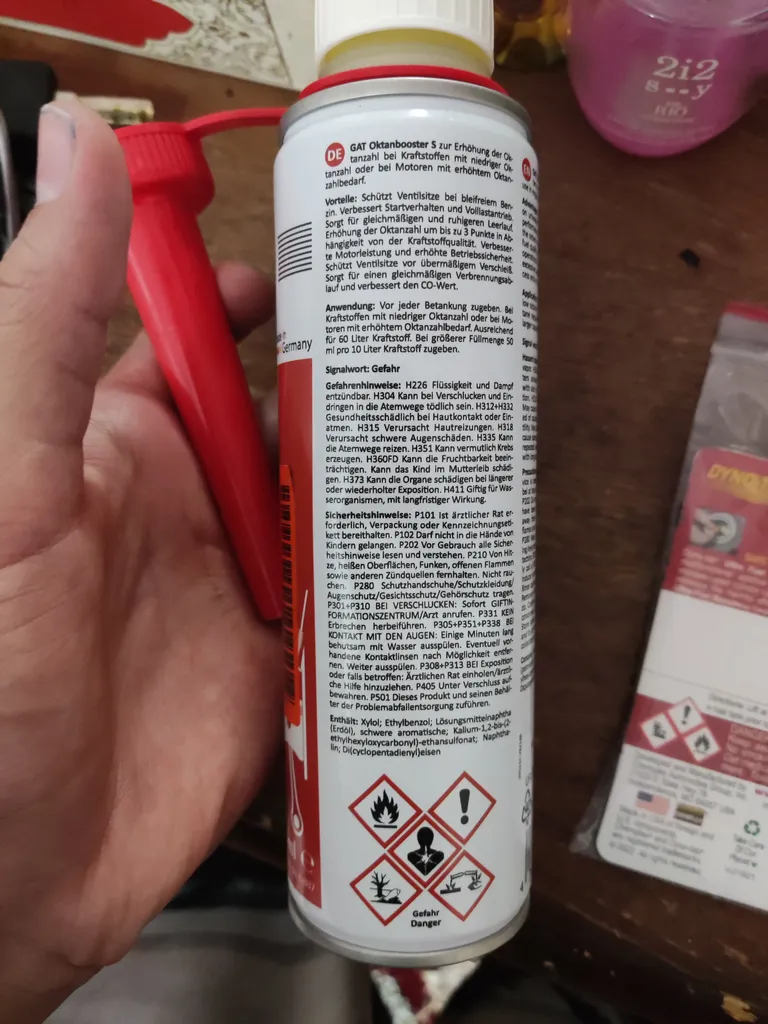 2i2
DE GAT Oktanbooster S zur Erhöhung der Ok-
tanzahl bei Kraftstoffen mit niedriger Ok-
tanzahl oder bei Motoren mit erhöhtem Oktan-
zahlbedarf.
Vorteile: Schützt Ventilsitze bei bleifreiem Ben-
zin. Verbessert Startverhalten und Volllastantrieb.
Sorgt für gleichmäßigen und ruhigeren Leerlauf.
Erhöhung der Oktanzahl um bis zu 3 Punkte in Ab-
hängigkeit von der Kraftstoffqualität. Verbesser-
te Motorleistung und erhöhte Betriebssicherheit.
Schützt Ventilsitze vor übermäßigem Verschleiß.
Sorgt für einen gleichmäßigen Verbrennungsab-
lauf und verbessert den CO-Wert.
Anwendung: Vor jeder Betankung zugeben. Bei
Kraftstoffen mit niedriger Oktanzahl oder bei Mo-
toren mit erhöhtem Oktanzahlbedarf. Ausreichend
für 60 Liter Kraftstoff. Bei größerer Füllmenge 50
ml pro 10 Liter Kraftstoff zugeben.
Germany
Signalwort: Gefahr
Gefahrenhinweise: H226 Flüssigkeit und Dampf
entzündbar. H304 Kann bei Verschlucken und Ein-
dringen in die Atemwege tödlich sein. H312+H332
Gesundheitsschädlich bei Hautkontakt oder Ein-
atmen. H315 Verursacht Hautreizungen. H318
Verursacht schwere Augenschäden. H335 Kann
die Atemwege reizen. H351 Kann vermutlich Krebs
erzeugen. H360FD Kann die Fruchtbarkeit beein-
trächtigen. Kann das Kind im Mutterleib schädi-
gen. H373 Kann die Organe schädigen bei längerer
oder wiederholter Exposition. H411 Giftig für Was-
serorganismen, mit langfristiger Wirkung.
Sicherheitshinweise: P101 Ist ärztlicher Rat er-
forderlich, Verpackung oder Kennzeichnungseti-
kett bereithalten. P102 Darf nicht in die Hände von
Kindern gelangen. P202 Vor Gebrauch alle Sicher-
heitshinweise lesen und verstehen. P210 Von Hit-
ze, heißen Oberflächen, Funken, offenen Flammen
sowie anderen Zündquellen fernhalten. Nicht rau-
chen. P280 Schutzhandschuhe/Schutzkleidung/
Augenschutz/Gesichtsschutz/Gehörschutz tragen.
P301+P310 BEI VERSCHLUCKEN: Sofort GIFTIN-
FORMATIONSZENTRUM/Arzt anrufen. P331 KEIN
Erbrechen herbeiführen. P305+P351+P338 BEI
KONTAKT MIT DEN AUGEN: Einige Minuten lang
behutsam mit Wasser ausspülen. Eventuell vor-
handene Kontaktlinsen nach Möglichkeit entfer-
nen. Weiter ausspülen. P308+P313 BEI Exposition
oder falls betroffen: Ärztlichen Rat einholen/ärztli-
che Hilfe hinzuziehen. P405 Unter Verschluss auf-
bewahren. P501 Dieses Produkt und seinen Behäl-
ter der Problemabfallentsorgung zuführen.
Enthält: Xylol; Ethylbenzol; Lösungsmittelnaphtha
(Erdöl), schwere aromatische; Kalium-1,2-bis-(2-
ethylhexyloxycarbonyl)-ethansulfonat; Naphtha-
lin; Di(cyclopentadienyl)eisen
Gefahr
Danger